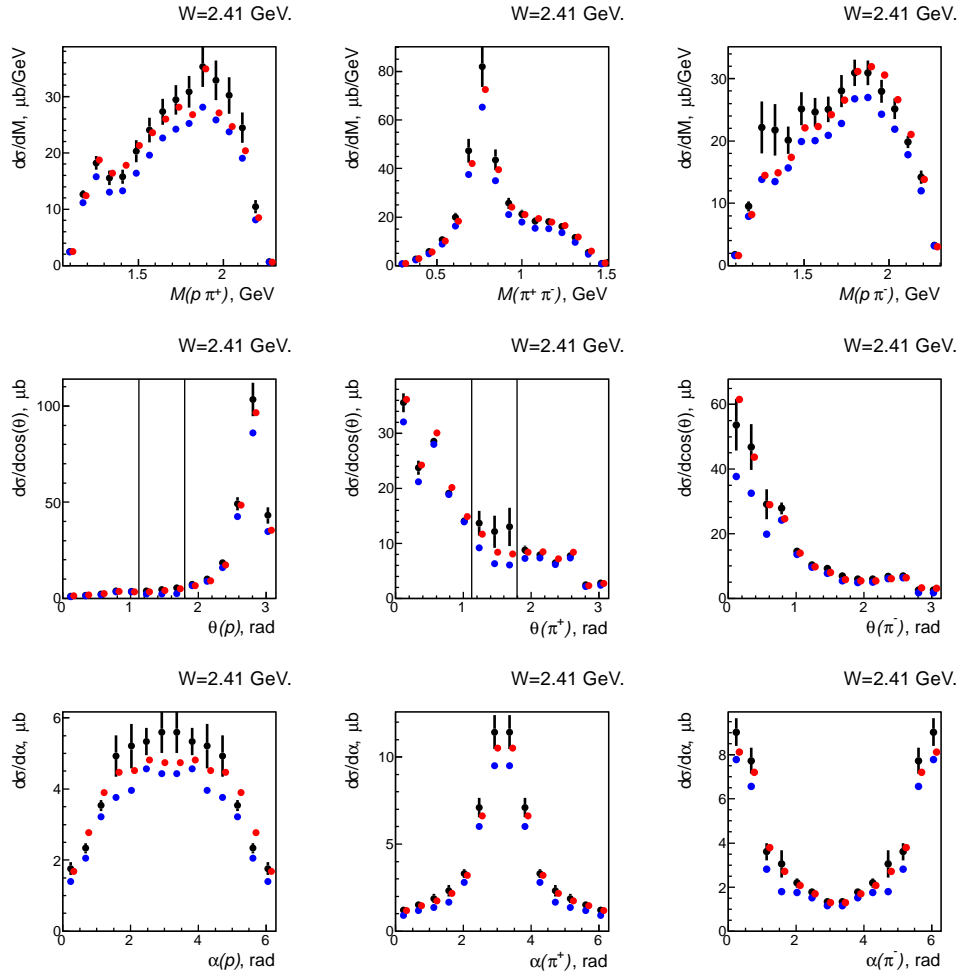 W=2.41 GeV. W=2.41 GeV. W=2.41 GeV.
dσ/dM, μb/GeV
30
20
10
0
1.5 2
M(p π⁺), GeV
dσ/dM, μb/GeV
80
60
40
20
0
0.5 1 1.5
M(π⁺ π⁻), GeV
dσ/dM, μb/GeV
30
20
10
0
1.5 2
M(p π⁻), GeV
W=2.41 GeV. W=2.41 GeV. W=2.41 GeV.
dσ/dcos(θ), μb
100
50
0
0 1 2 3
θ(p), rad
dσ/dcos(θ), μb
30
20
10
0
0 1 2 3
θ(π⁺), rad
dσ/dcos(θ), μb
60
40
20
0
0 1 2 3
θ(π⁻), rad
W=2.41 GeV. W=2.41 GeV. W=2.41 GeV.
dσ/dα, μb
6
4
2
0
0 2 4 6
α(p), rad
dσ/dα, μb
10
5
0
0 2 4 6
α(π⁺), rad
dσ/dα, μb
8
6
4
2
0
0 2 4 6
α(π⁻), rad